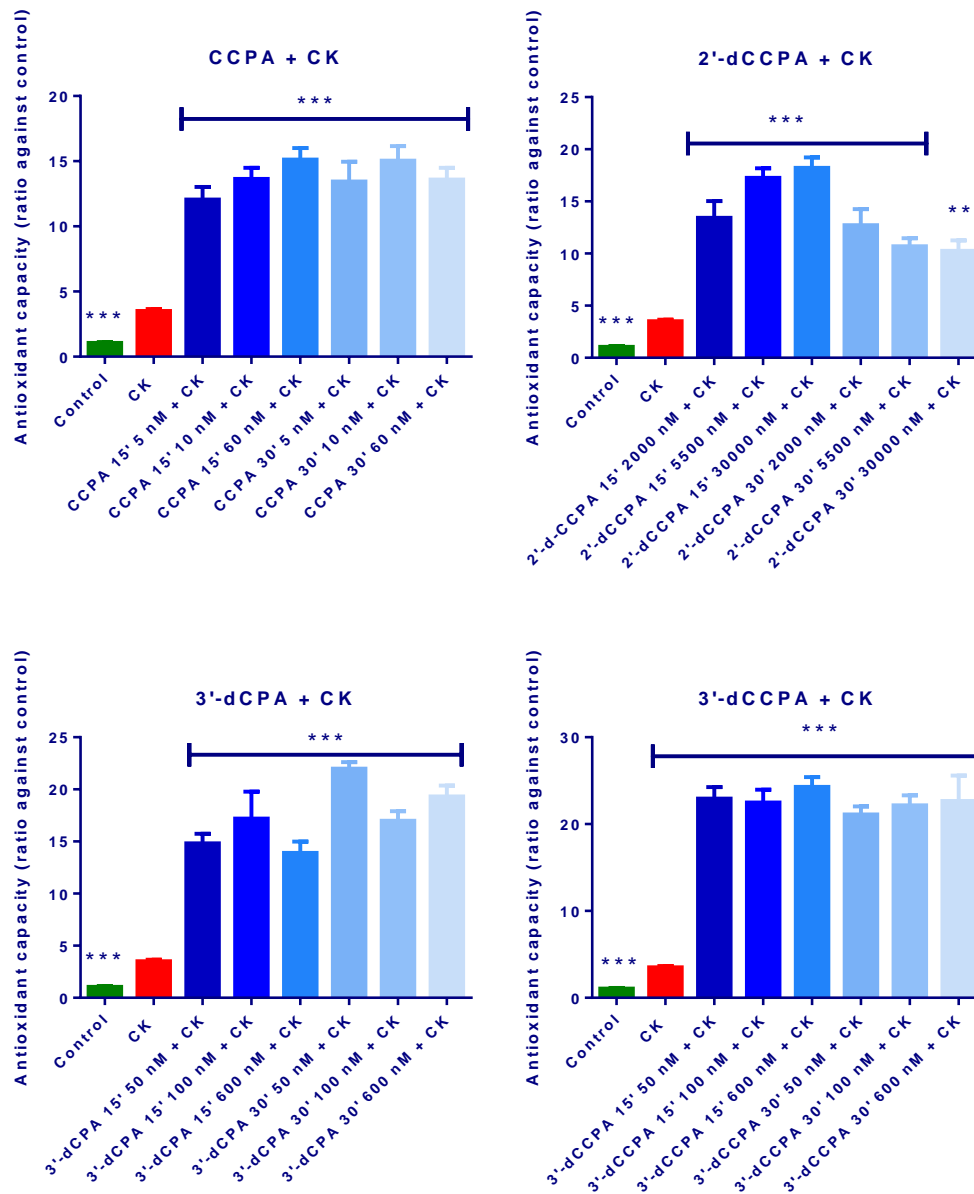 CCPA + CK
Antioxidant capacity (ratio against control)
20
15
10
5
0
***
***
Control
CK
CCPA 15' 5 nM + CK
CCPA 15' 10 nM + CK
CCPA 15' 60 nM + CK
CCPA 30' 5 nM + CK
CCPA 30' 10 nM + CK
CCPA 30' 60 nM + CK
2'-dCCPA + CK
Antioxidant capacity (ratio against control)
25
20
15
10
5
0
***
***
**
Control
CK
2'-d-CCPA 15' 2000 nM + CK
2'-dCCPA 15' 5500 nM + CK
2'-dCCPA 15' 30000 nM + CK
2'-dCCPA 30' 2000 nM + CK
2'-dCCPA 30' 5500 nM + CK
2'-dCCPA 30' 30000 nM + CK
3'-dCPA + CK
Antioxidant capacity (ratio against control)
25
20
15
10
5
0
***
***
Control
CK
3'-dCPA 15' 50 nM + CK
3'-dCPA 15' 100 nM + CK
3'-dCPA 15' 600 nM + CK
3'-dCPA 30' 50 nM + CK
3'-dCPA 30' 100 nM + CK
3'-dCPA 30' 600 nM + CK
3'-dCCPA + CK
Antioxidant capacity (ratio against control)
30
20
10
0
***
***
Control
CK
3'-dCCPA 15' 50 nM + CK
3'-dCCPA 15' 100 nM + CK
3'-dCCPA 15' 600 nM + CK
3'-dCCPA 30' 50 nM + CK
3'-dCCPA 30' 100 nM + CK
3'-dCCPA 30' 600 nM + CK